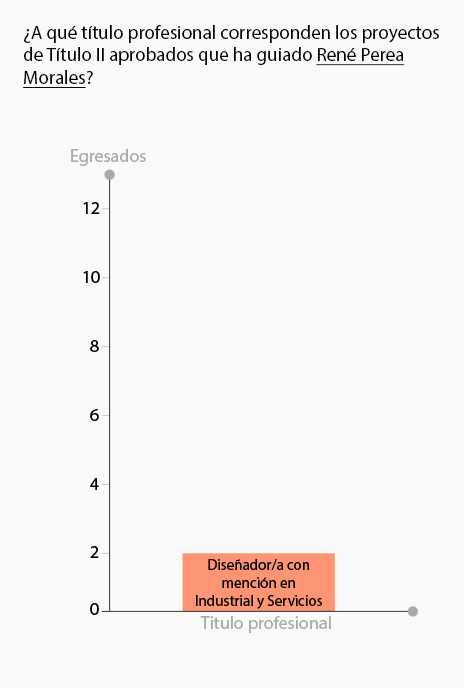 ¿A qué título profesional corresponden los proyectos
de Título II aprobados que ha guiado René Perea
Morales?
Egresados
12
10
8
6
4
2
0
Diseñador/a con
mención en
Industrial y Servicios
Titulo profesional